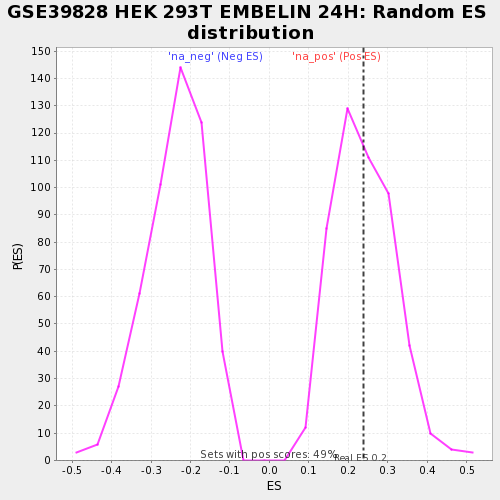 GSE39828 HEK 293T EMBELIN 24H: Random ES
distribution
'na_neg' (Neg ES)
'na_pos' (Pos ES)
150
140
130
120
110
100
90
80
70
60
50
40
30
20
10
0
P(ES)
Sets with pos scores: 49%
Real ES 0.2
-0.5 -0.4 -0.3 -0.2 -0.1 0.0 0.1 0.2 0.3 0.4 0.5
ES